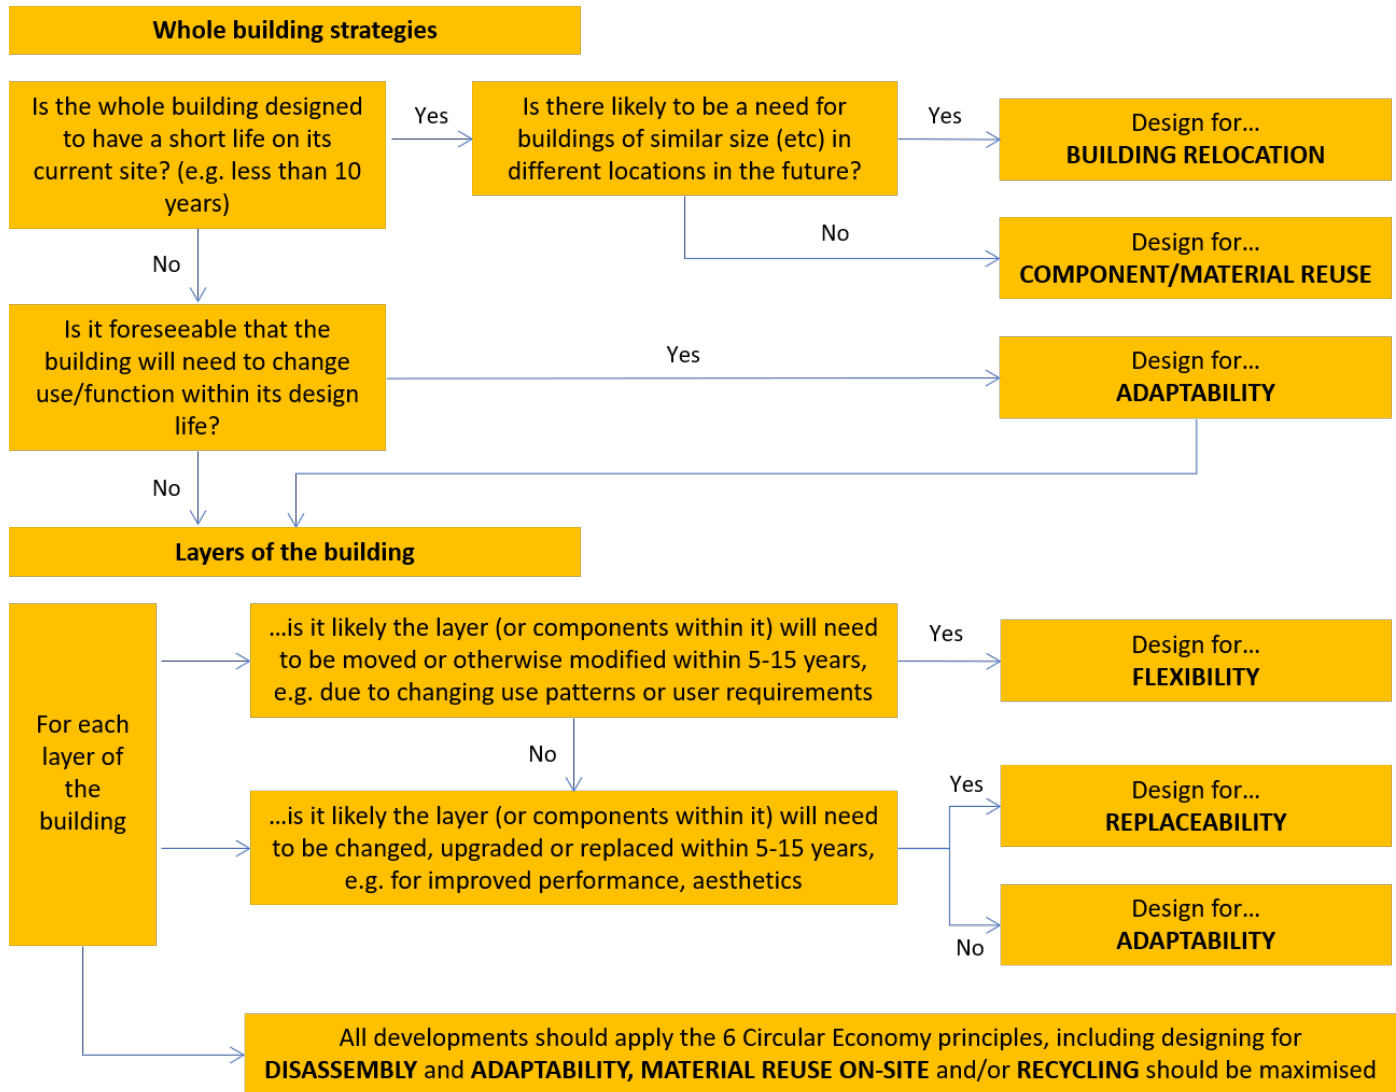 Whole building strategies
Is the whole building designed
to have a short life on its
current site? (e.g. less than 10
years)
Yes
Is there likely to be a need for
buildings of similar size (etc) in
different locations in the future?
Yes
Design for...
BUILDING RELOCATION
No
Design for...
COMPONENT/MATERIAL REUSE
No
Is it foreseeable that the
building will need to change
use/function within its design
life?
Yes
Design for...
ADAPTABILITY
No
Layers of the building
For each
layer of
the
building
...is it likely the layer (or components within it) will need
to be moved or otherwise modified within 5-15 years,
e.g. due to changing use patterns or user requirements
Yes
Design for...
FLEXIBILITY
No
...is it likely the layer (or components within it) will need
to be changed, upgraded or replaced within 5-15 years,
e.g. for improved performance, aesthetics
Yes
Design for...
REPLACEABILITY
No
Design for...
ADAPTABILITY
All developments should apply the 6 Circular Economy principles, including designing for
DISASSEMBLY and ADAPTABILITY, MATERIAL REUSE ON-SITE and/or RECYCLING should be maximised